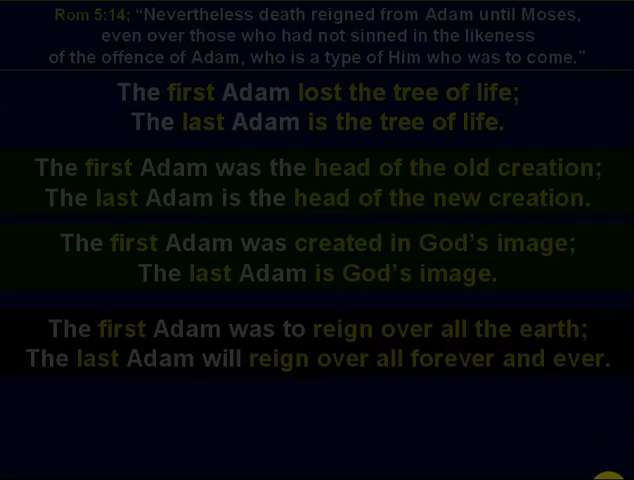 Rom 5:14; “Nevertheless death reigned from Adam until Moses,
even over those who had not sinned in the likeness
of the offence of Adam, who is a type of Him who was to come.”
The first Adam lost the tree of life;
The last Adam is the tree of life.
The first Adam was the head of the old creation;
The last Adam is the head of the new creation.
The first Adam was created in God’s image;
The last Adam is God’s image.
The first Adam was to reign over all the earth;
The last Adam will reign over all forever and ever.